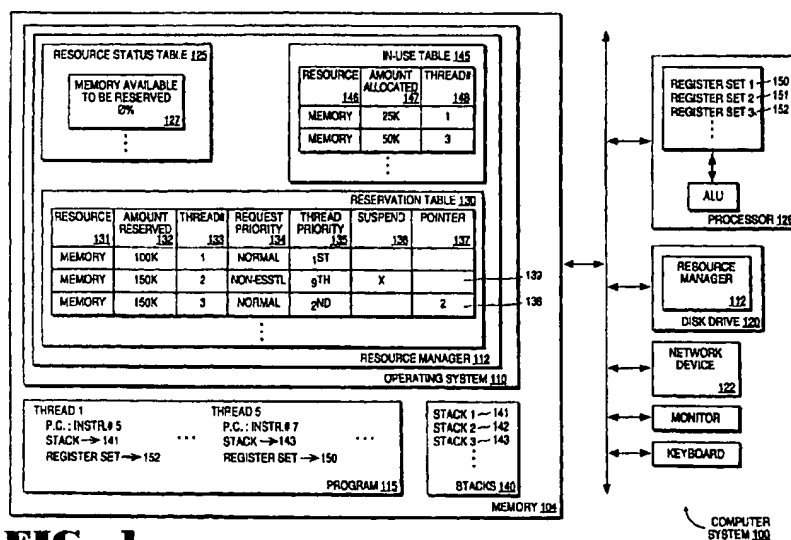 RESOURCE STATUS TABLE 125
MEMORY AVAILABLE
TO BE RESERVED
0%
127
IN-USE TABLE 145
RESOURCE AMOUNT ALLOCATED THREAD#
146 147 148
MEMORY 25K 1
MEMORY 50K 3
RESERVATION TABLE 130
RESOURCE AMOUNT RESERVED THREAD# REQUEST PRIORITY THREAD PRIORITY SUSPEND POINTER
131 132 133 134 135 136 137
MEMORY 100K 1 NORMAL 1ST
MEMORY 150K 2 NON-ESSTL 9TH X
139
MEMORY 150K 3 NORMAL 2ND 2
138
RESOURCE MANAGER 112
OPERATING SYSTEM 110
THREAD 1
P.C.: INSTR.# 5
STACK → 141
REGISTER SET → 152
THREAD 5
P.C.: INSTR.# 7
STACK → 143
REGISTER SET → 150
PROGRAM 115
STACK 1 141
STACK 2 142
STACK 3 143
STACKS 140
MEMORY 104
REGISTER SET 1 150
REGISTER SET 2 151
REGISTER SET 3 152
ALU
PROCESSOR 129
RESOURCE
MANAGER
112
DISK DRIVE 120
NETWORK
DEVICE
122
MONITOR
KEYBOARD
COMPUTER
SYSTEM 100